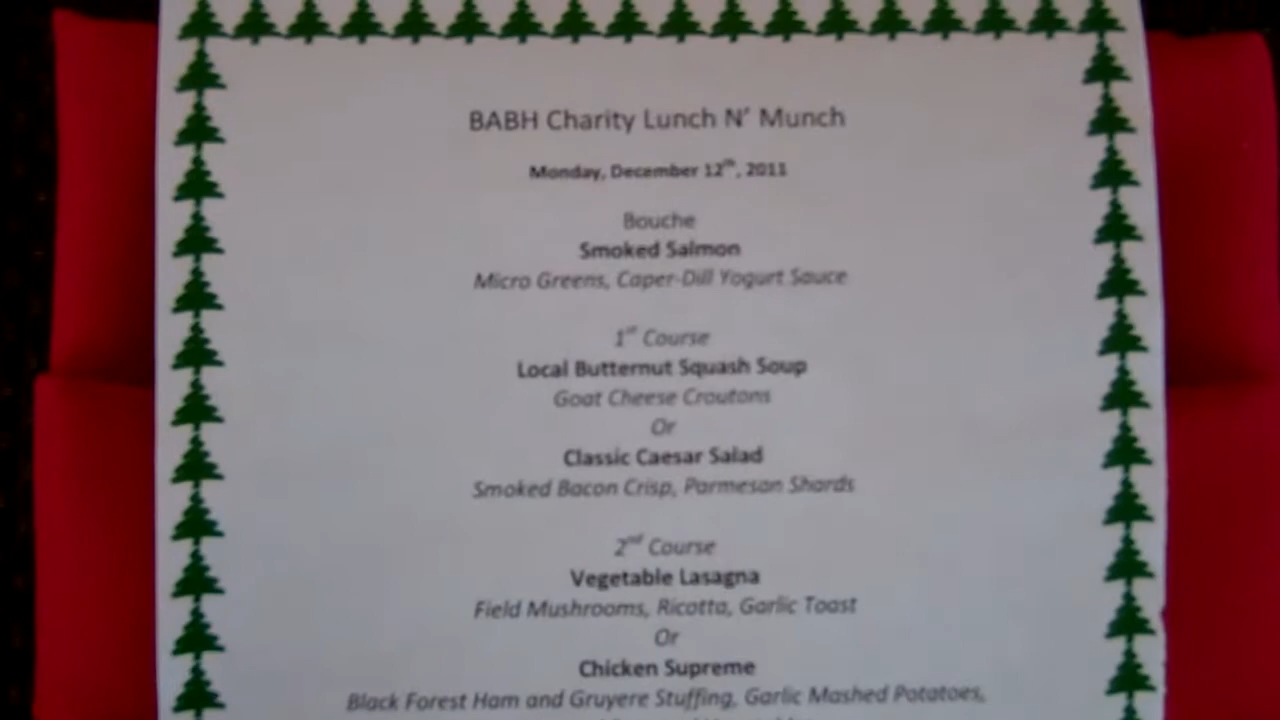 BABH Charity Lunch N' Munch
Monday, December 12th, 2011
Bouche
Smoked Salmon
Micro Greens, Caper-Dill Yogurt Sauce
1st Course
Local Butternut Squash Soup
Goat Cheese Croutons
Or
Classic Caesar Salad
Smoked Bacon Crisp, Parmesan Shards
2nd Course
Vegetable Lasagna
Field Mushrooms, Ricotta, Garlic Toast
Or
Chicken Supreme
Black Forest Ham and Gruyere Stuffing, Garlic Mashed Potatoes,